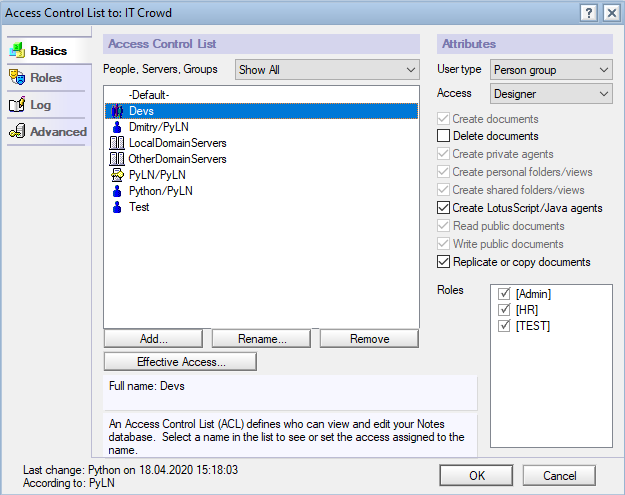 Access Control List to: IT Crowd
Basics
Roles
Log
Advanced
Access Control List
People, Servers, Groups
Show All
-Default-
Devs
Dmitry/PyLN
LocalDomainServers
OtherDomainServers
PyLN/PyLN
Python/PyLN
Test
Add...
Rename...
Remove
Effective Access...
Full name: Devs
An Access Control List (ACL) defines who can view and edit your Notes
database.  Select a name in the list to see or set the access assigned to the
name.
Attributes
User type
Person group
Access
Designer
Create documents
Delete documents
Create private agents
Create personal folders/views
Create shared folders/views
Create LotusScript/Java agents
Read public documents
Write public documents
Replicate or copy documents
Roles
[Admin]
[HR]
[TEST]
Last change: Python on 18.04.2020 15:18:03
According to: PyLN
OK
Cancel